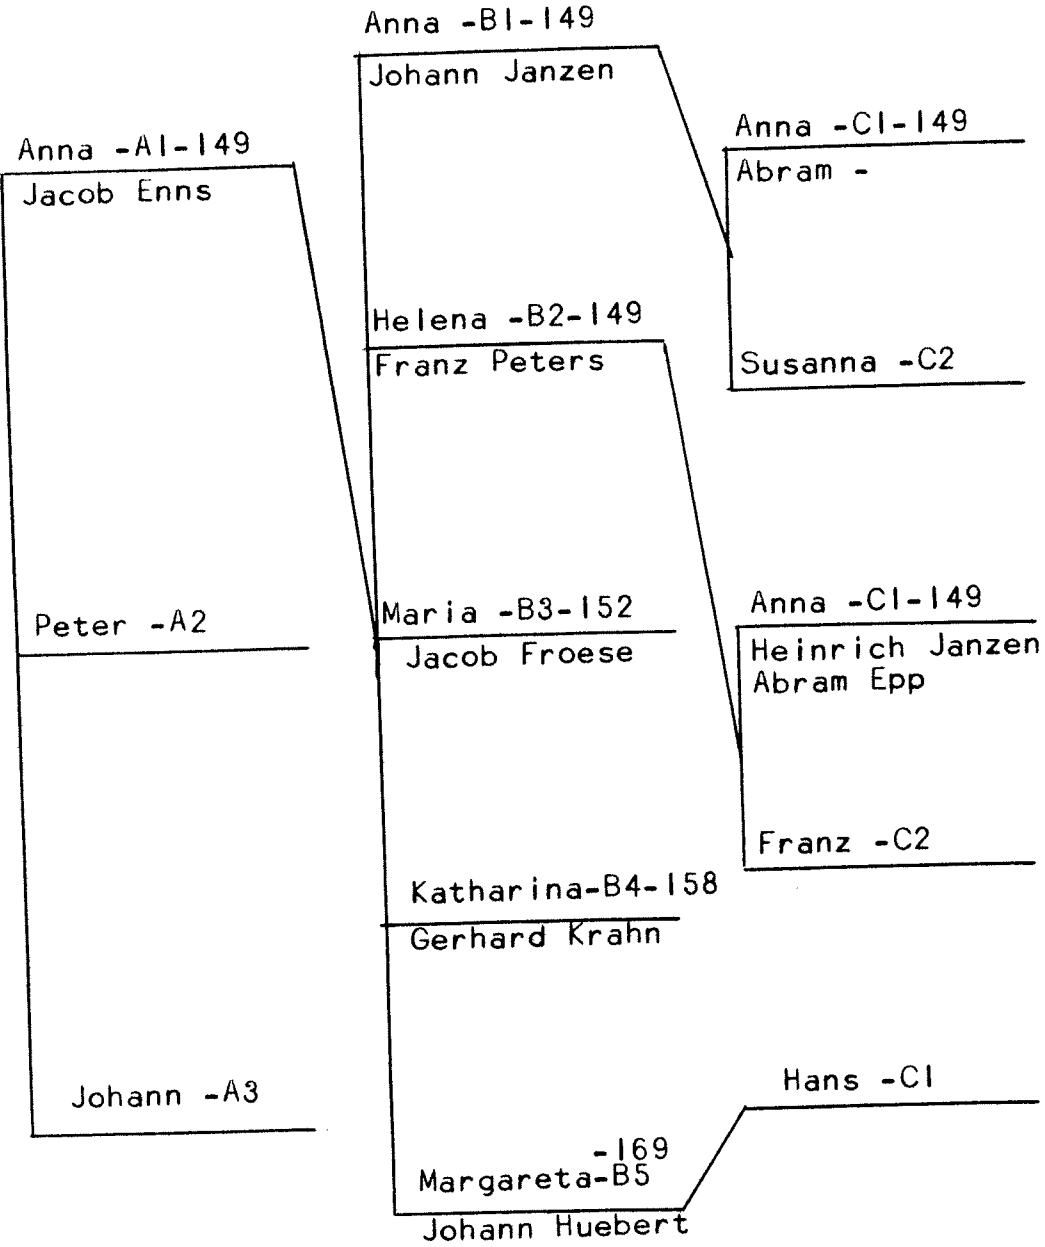 Anna -A1-149
Jacob Enns
Peter -A2
Johann -A3
Anna -B1-149
Johann Janzen
Helena -B2-149
Franz Peters
Maria -B3-152
Jacob Froese
Katharina-B4-158
Gerhard Krahn
-169
Margareta-B5
Johann Huebert
Anna -C1-149
Abram -
Susanna -C2
Anna -C1-149
Heinrich Janzen
Abram Epp
Franz -C2
Hans -C1